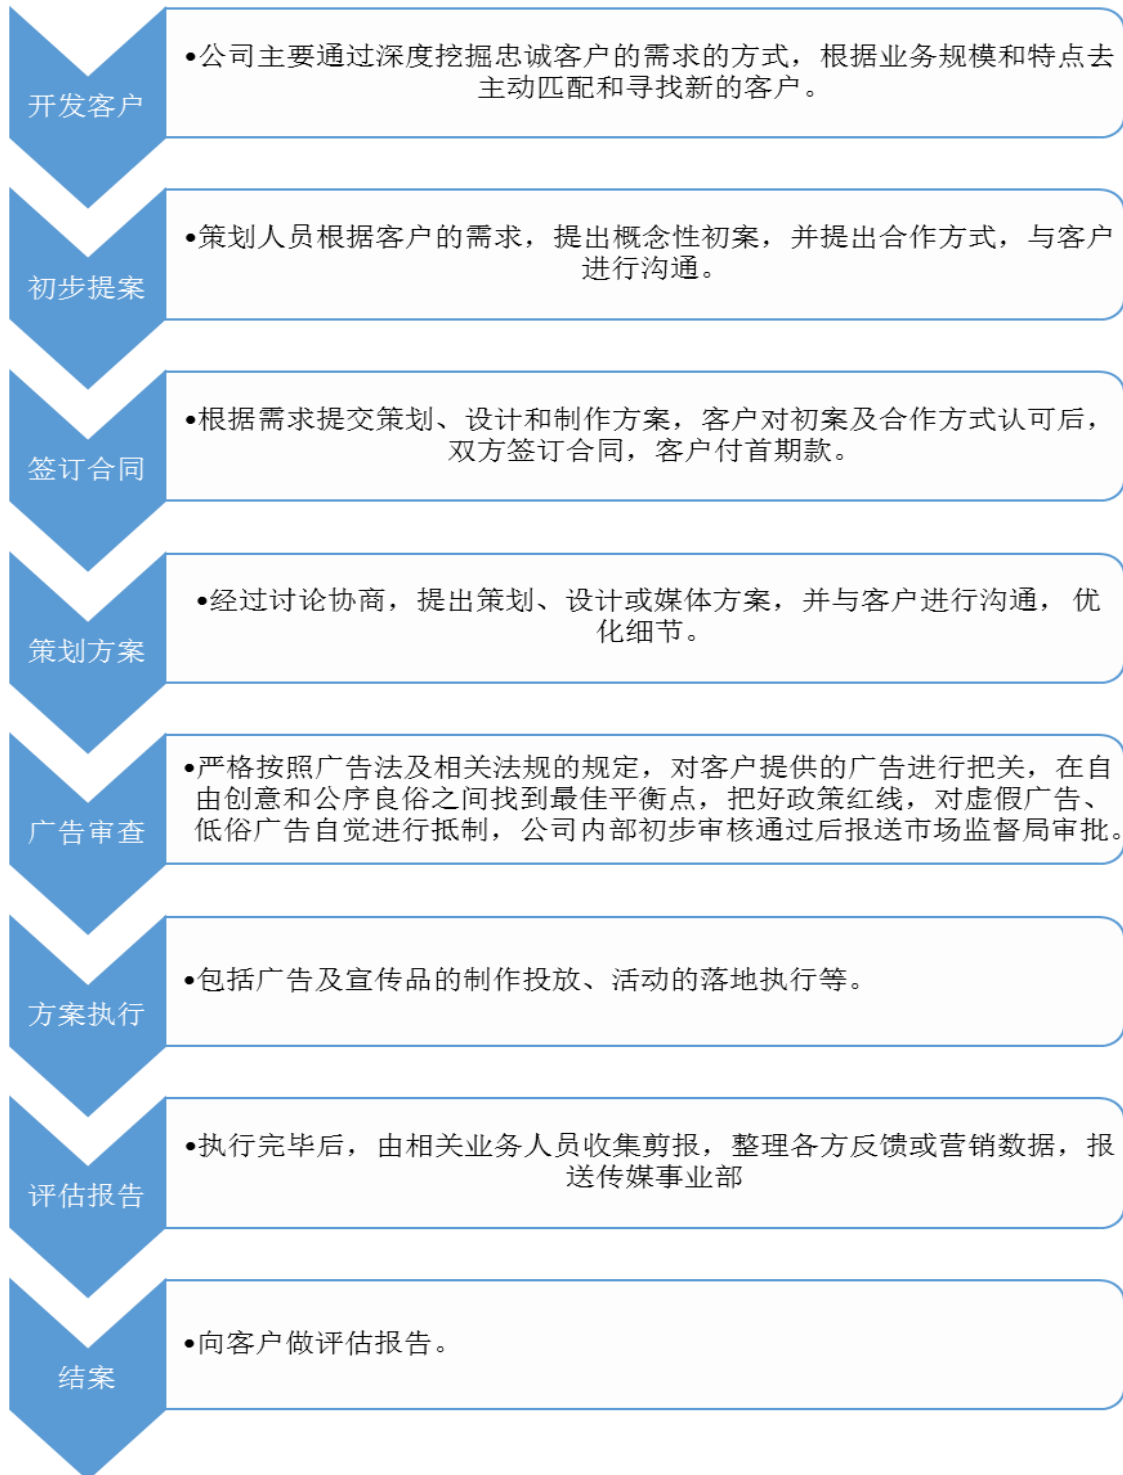 开发客户
•公司主要通过深度挖掘忠诚客户的需求的方式，根据业务规模和特点去
主动匹配和寻找新的客户。
初步提案
•策划人员根据客户的需求，提出概念性初案，并提出合作方式，与客户
进行沟通。
签订合同
•根据需求提交策划、设计和制作方案，客户对初案及合作方式认可后，
双方签订合同，客户付首期款。
策划方案
•经过讨论协商，提出策划、设计或媒体方案，并与客户进行沟通， 优
化细节。
广告审查
•严格按照广告法及相关法规的规定，对客户提供的广告进行把关，在自
由创意和公序良俗之间找到最佳平衡点，把好政策红线，对虚假广告、
低俗广告自觉进行抵制，公司内部初步审核通过后报送市场监督局审批。
方案执行
•包括广告及宣传品的制作投放、活动的落地执行等。
评估报告
•执行完毕后，由相关业务人员收集剪报，整理各方反馈或营销数据，报
送传媒事业部
结案
•向客户做评估报告。